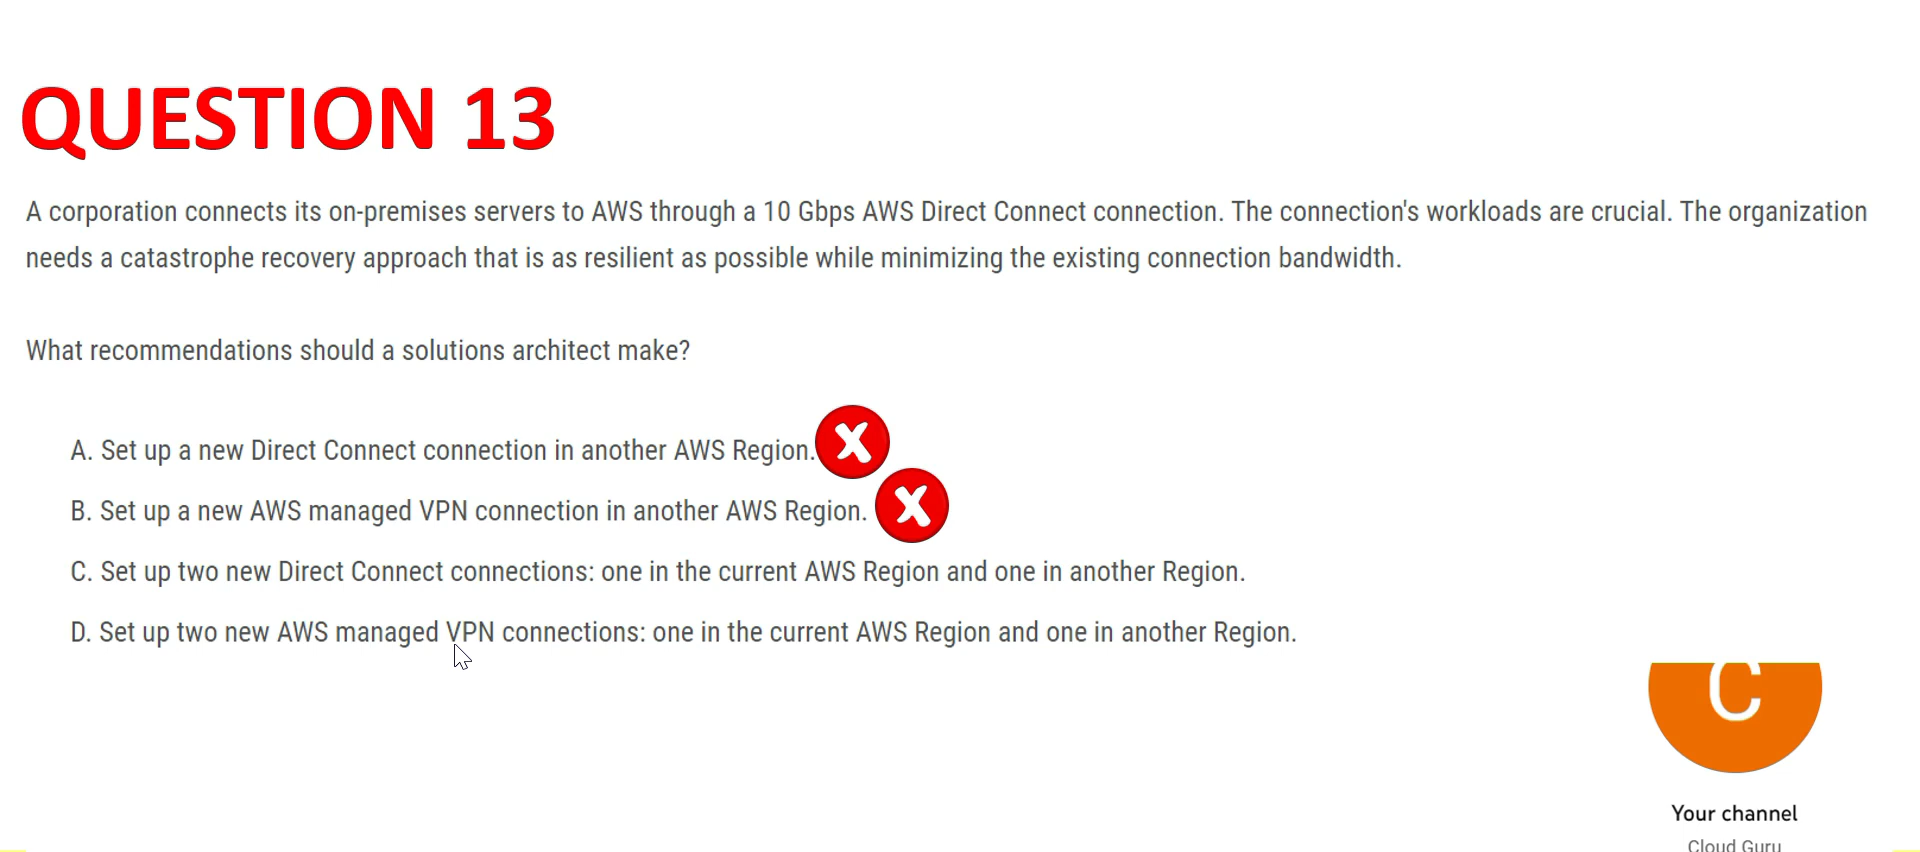 QUESTION 13
A corporation connects its on-premises servers to AWS through a 10 Gbps AWS Direct Connect connection. The connection's workloads are crucial. The organization
needs a catastrophe recovery approach that is as resilient as possible while minimizing the existing connection bandwidth.
What recommendations should a solutions architect make?
A. Set up a new Direct Connect connection in another AWS Region.
B. Set up a new AWS managed VPN connection in another AWS Region.
C. Set up two new Direct Connect connections: one in the current AWS Region and one in another Region.
D. Set up two new AWS managed VPN connections: one in the current AWS Region and one in another Region.
C
Your channel
Cloud Guru